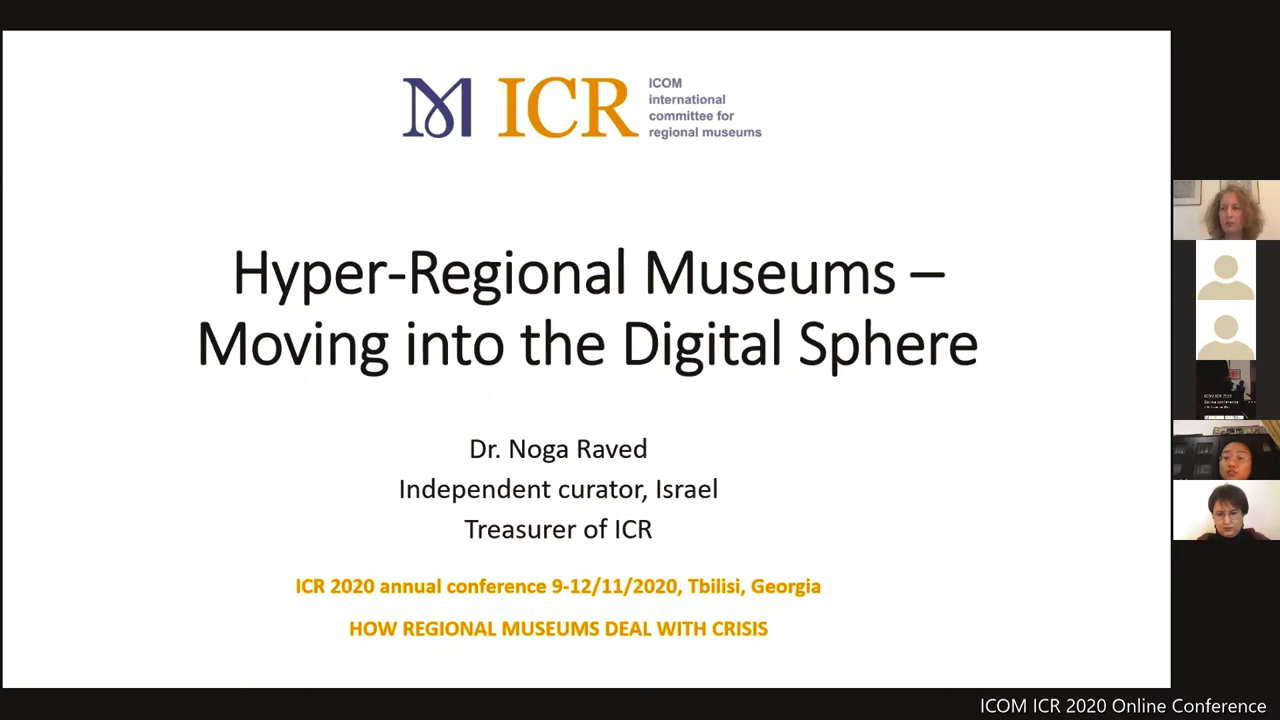 M ICR
ICOM
international
committee for
regional museums
Hyper-Regional Museums –
Moving into the Digital Sphere
Dr. Noga Raved
Independent curator, Israel
Treasurer of ICR
ICR 2020 annual conference 9-12/11/2020, Tbilisi, Georgia
HOW REGIONAL MUSEUMS DEAL WITH CRISIS
ICOM ICR 2020 Online Conference